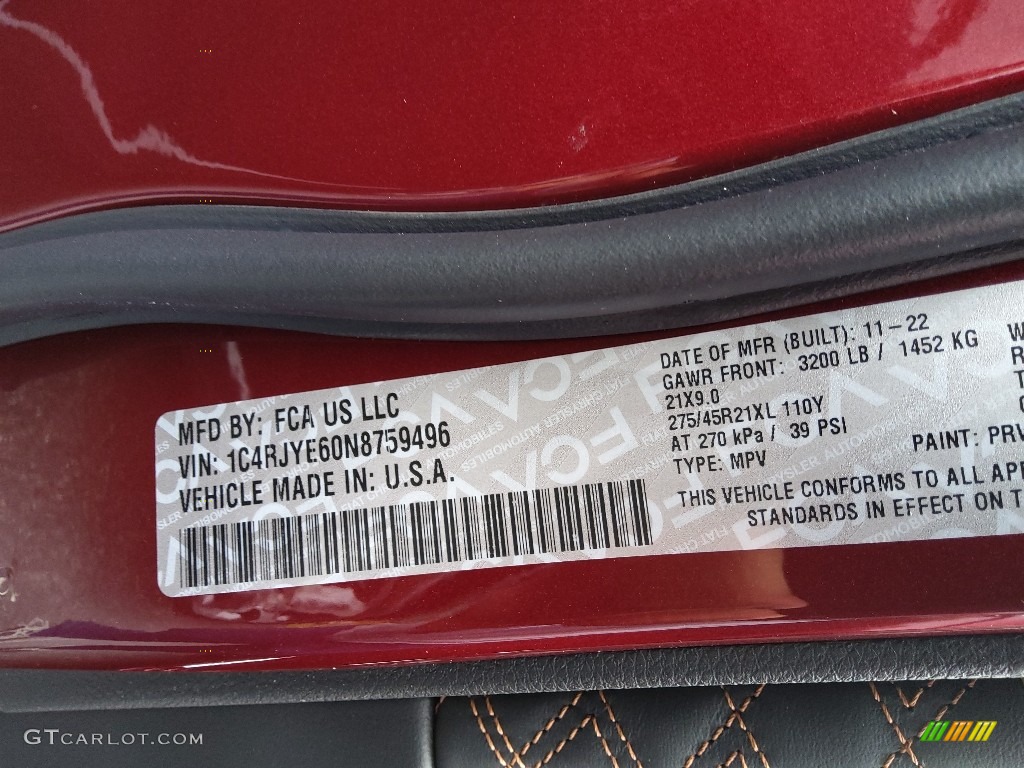 MFD BY: FCA US LLC
VIN: 1C4RJYE60N8759496
VEHICLE MADE IN: U.S.A.
DATE OF MFR (BUILT): 11-22
GAWR FRONT: 3200 LB / 1452 KG
21X9.0
275/45R21XL 110Y
AT 270 kPa / 39 PSI
TYPE: MPV
PAINT: PRV
THIS VEHICLE CONFORMS TO ALL APP
STANDARDS IN EFFECT ON T
GTCARLOT.COM